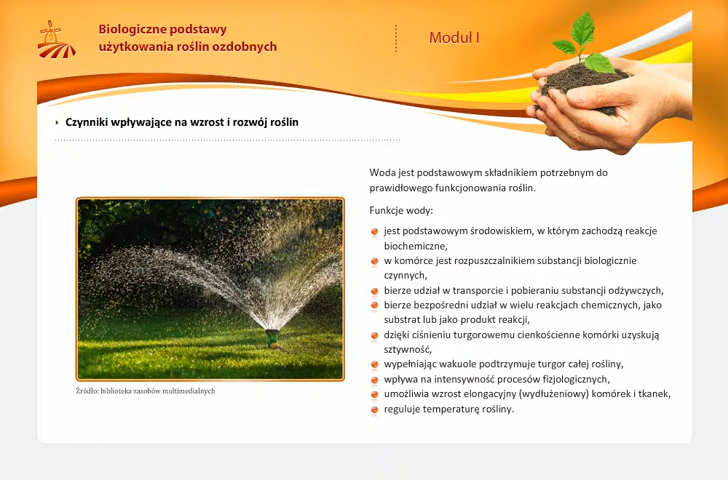 Biologiczne podstawy
użytkowania roślin ozdobnych
Moduł I
Czynniki wpływające na wzrost i rozwój roślin
Woda jest podstawowym składnikiem potrzebnym do
prawidłowego funkcjonowania roślin.
Funkcje wody:
jest podstawowym środowiskiem, w którym zachodzą reakcje
biochemiczne,
w komórce jest rozpuszczalnikiem substancji biologicznie
czynnych,
bierze udział w transporcie i pobieraniu substancji odżywczych,
bierze bezpośredni udział w wielu reakcjach chemicznych, jako
substrat lub jako produkt reakcji,
dzięki ciśnieniu turgorowemu cienkościenne komórki uzyskują
sztywność,
wypełniając wakuole podtrzymuje turgor całej rośliny,
wpływa na intensywność procesów fizjologicznych,
umożliwia wzrost elongacyjny (wydłużeniowy) komórek i tkanek,
reguluje temperaturę rośliny.
Źródło: biblioteka zasobów multimedialnych